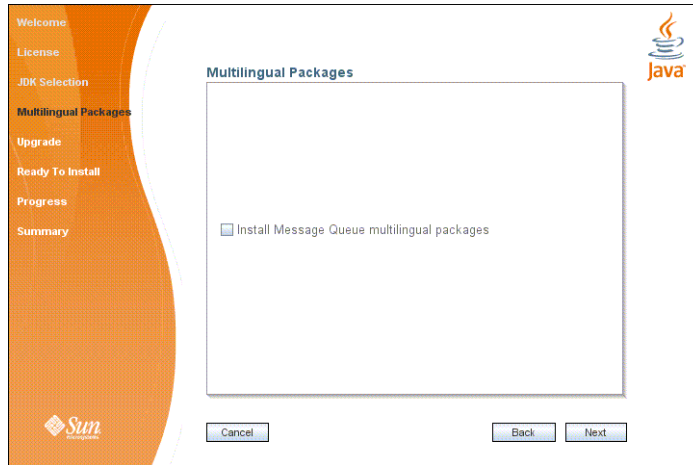 Welcome
License
JDK Selection
Multilingual Packages
Upgrade
Ready To Install
Progress
Summary
Sun
Java
Multilingual Packages
Install Message Queue multilingual packages
Cancel
Back
Next